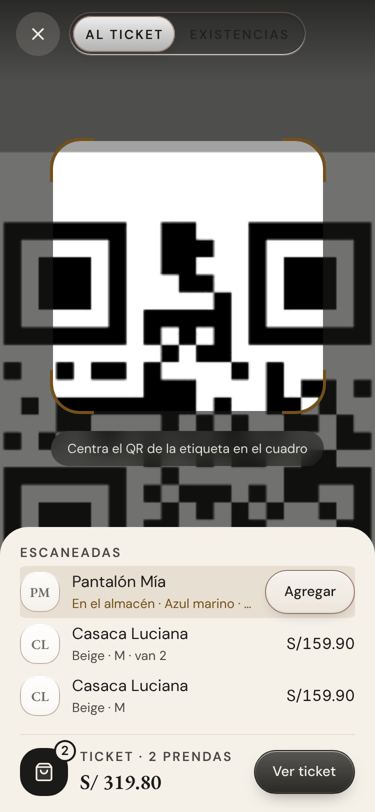 AL TICKET
EXISTENCIAS
Centra el QR de la etiqueta en el cuadro
ESCANEADAS
PM
Pantalón Mía
En el almacén · Azul marino · ...
Agregar
CL
Casaca Luciana
Beige · M · van 2
S/159.90
CL
Casaca Luciana
Beige · M
S/159.90
2
TICKET · 2 PRENDAS
S/ 319.80
Ver ticket